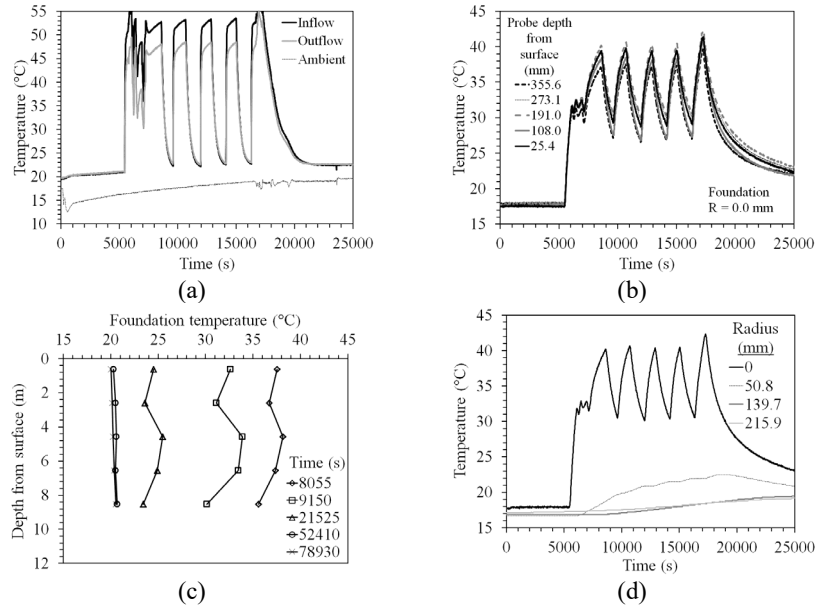 55
50
45
40
35
30
25
20
15
10
Temperature (°C)
Inflow
Outflow
Ambient
0 5000 10000 15000 20000 25000
Time (s)
(a)
45
40
35
30
25
20
15
Temperature (°C)
Probe depth
from
surface
(mm)
355.6
273.1
191.0
108.0
25.4
Foundation
R = 0.0 mm
0 5000 10000 15000 20000 25000
Time (s)
(b)
Foundation temperature (°C)
15 20 25 30 35 40 45
0
2
4
6
8
10
12
Depth from surface (m)
Time (s)
8055
9150
21525
52410
78930
(c)
45
40
35
30
25
20
15
Temperature (°C)
Radius
(mm)
0
50.8
139.7
215.9
0 5000 10000 15000 20000 25000
Time (s)
(d)